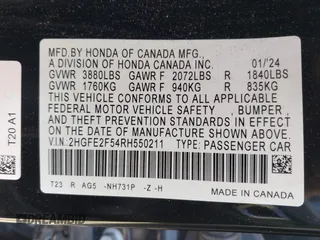 MFD.BY HONDA OF CANADA MFG.,
A DIVISION OF HONDA CANADA INC. 01/24
GVWR 3880LBS GAWR F 2072LBS R 1840LBS
GVWR 1760KG GAWR F 940KG R 835KG
THIS VEHICLE CONFORMS TO ALL APPLICABLE
FEDERAL MOTOR VEHICLE SAFETY , BUMPER ,
AND THEFT PREVENTION STANDARDS IN EFFECT ON
THE DATE OF MANUFACTURE SHOWN ABOVE.
V.I.N. 2HGFE2F54RH550211 TYPE: PASSENGER CAR
T23 R AG5 -NH731P -Z -H
MADE IN CANADA
T20 A1